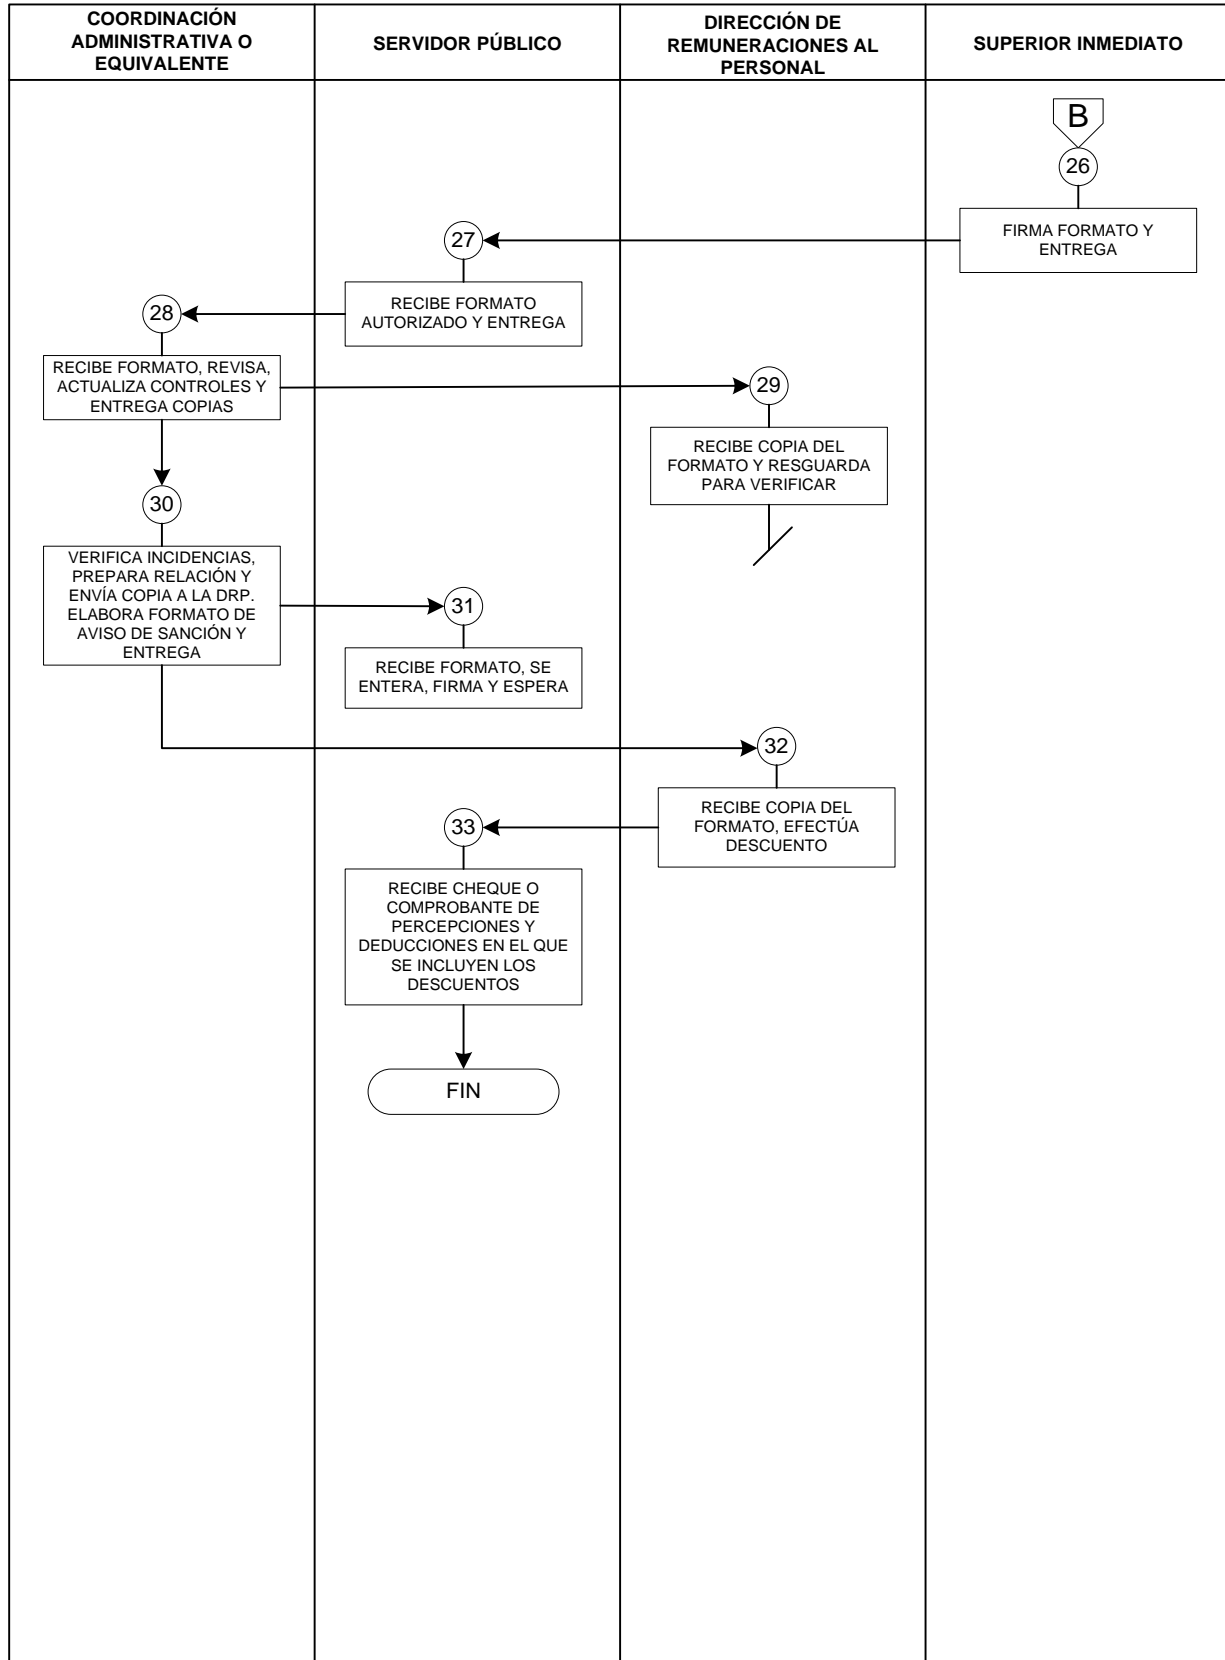 COORDINACIÓN
ADMINISTRATIVA O
EQUIVALENTE
SERVIDOR PÚBLICO
DIRECCIÓN DE
REMUNERACIONES AL
PERSONAL
SUPERIOR INMEDIATO
B
26
FIRMA FORMATO Y
ENTREGA
27
RECIBE FORMATO
AUTORIZADO Y ENTREGA
28
RECIBE FORMATO, REVISA,
ACTUALIZA CONTROLES Y
ENTREGA COPIAS
29
RECIBE COPIA DEL
FORMATO Y RESGUARDA
PARA VERIFICAR
30
VERIFICA INCIDENCIAS,
PREPARA RELACIÓN Y
ENVÍA COPIA A LA DRP.
ELABORA FORMATO DE
AVISO DE SANCIÓN Y
ENTREGA
31
RECIBE FORMATO, SE
ENTERA, FIRMA Y ESPERA
32
RECIBE COPIA DEL
FORMATO, EFECTÚA
DESCUENTO
33
RECIBE CHEQUE O
COMPROBANTE DE
PERCEPCIONES Y
DEDUCCIONES EN EL QUE
SE INCLUYEN LOS
DESCUENTOS
FIN